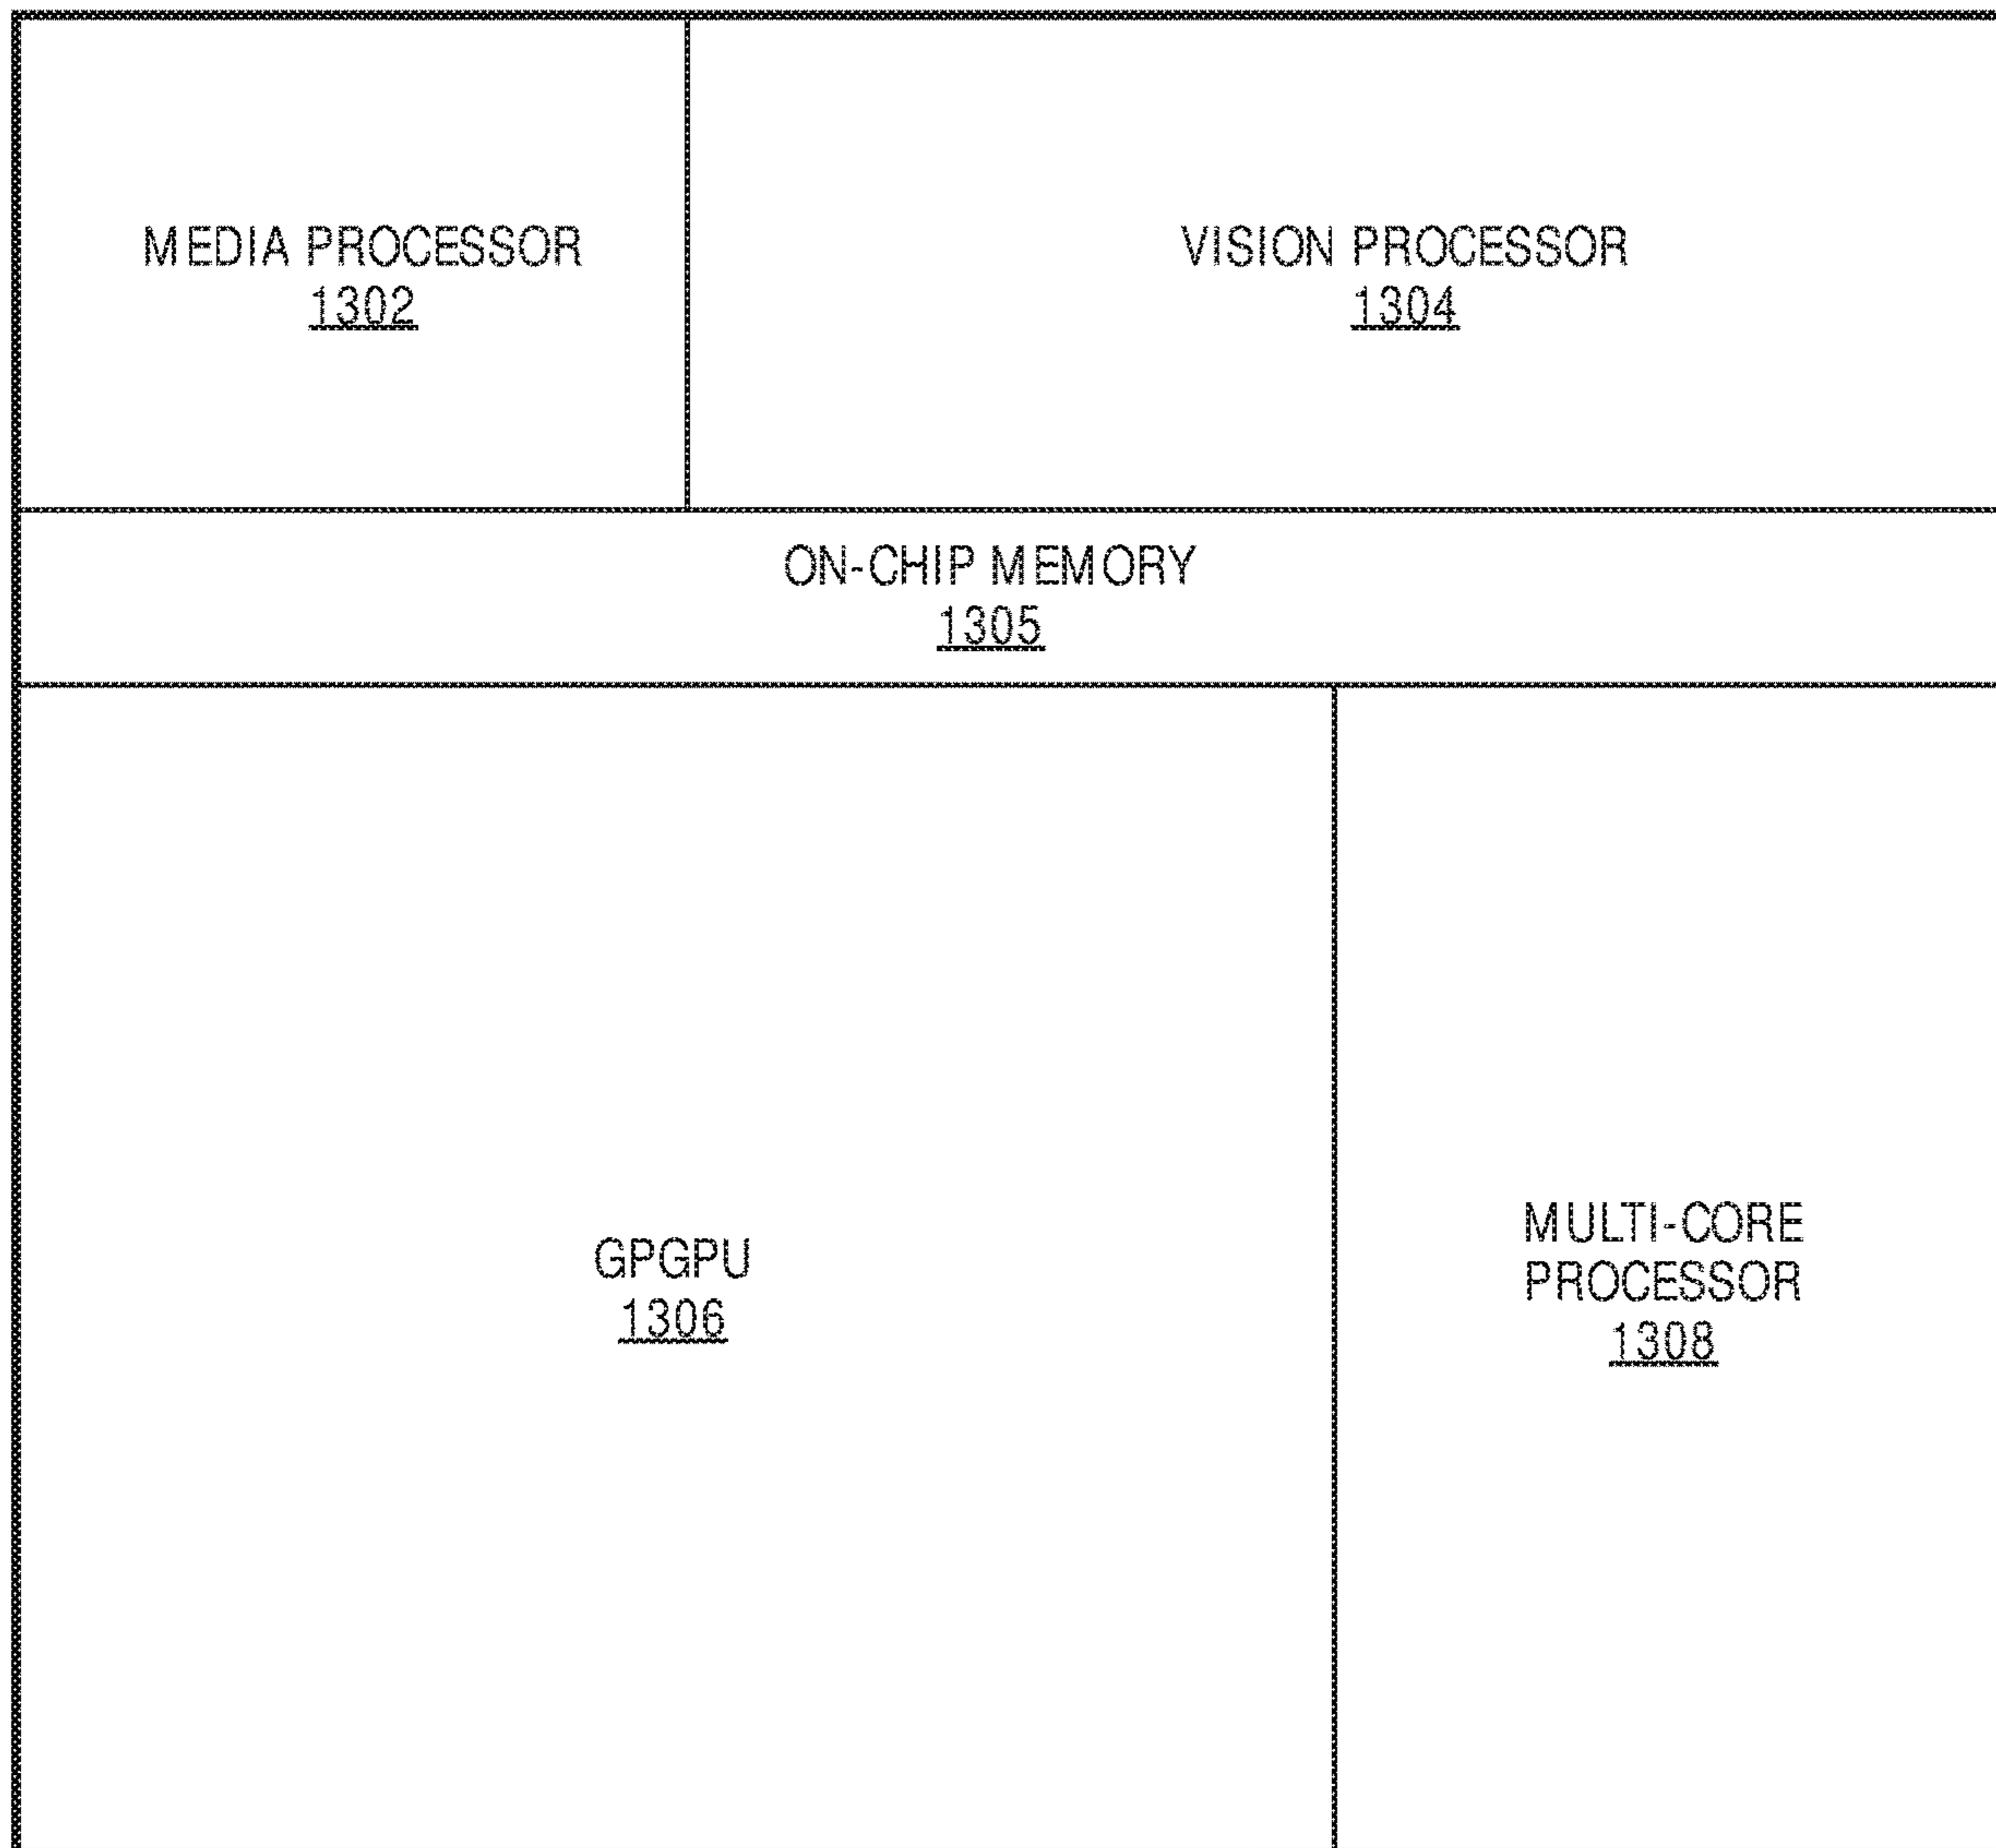 MEDIA PROCESSOR
1302
VISION PROCESSOR
1304
ON-CHIP MEMORY
1305
GPGPU
1306
MULTI-CORE
PROCESSOR
1308